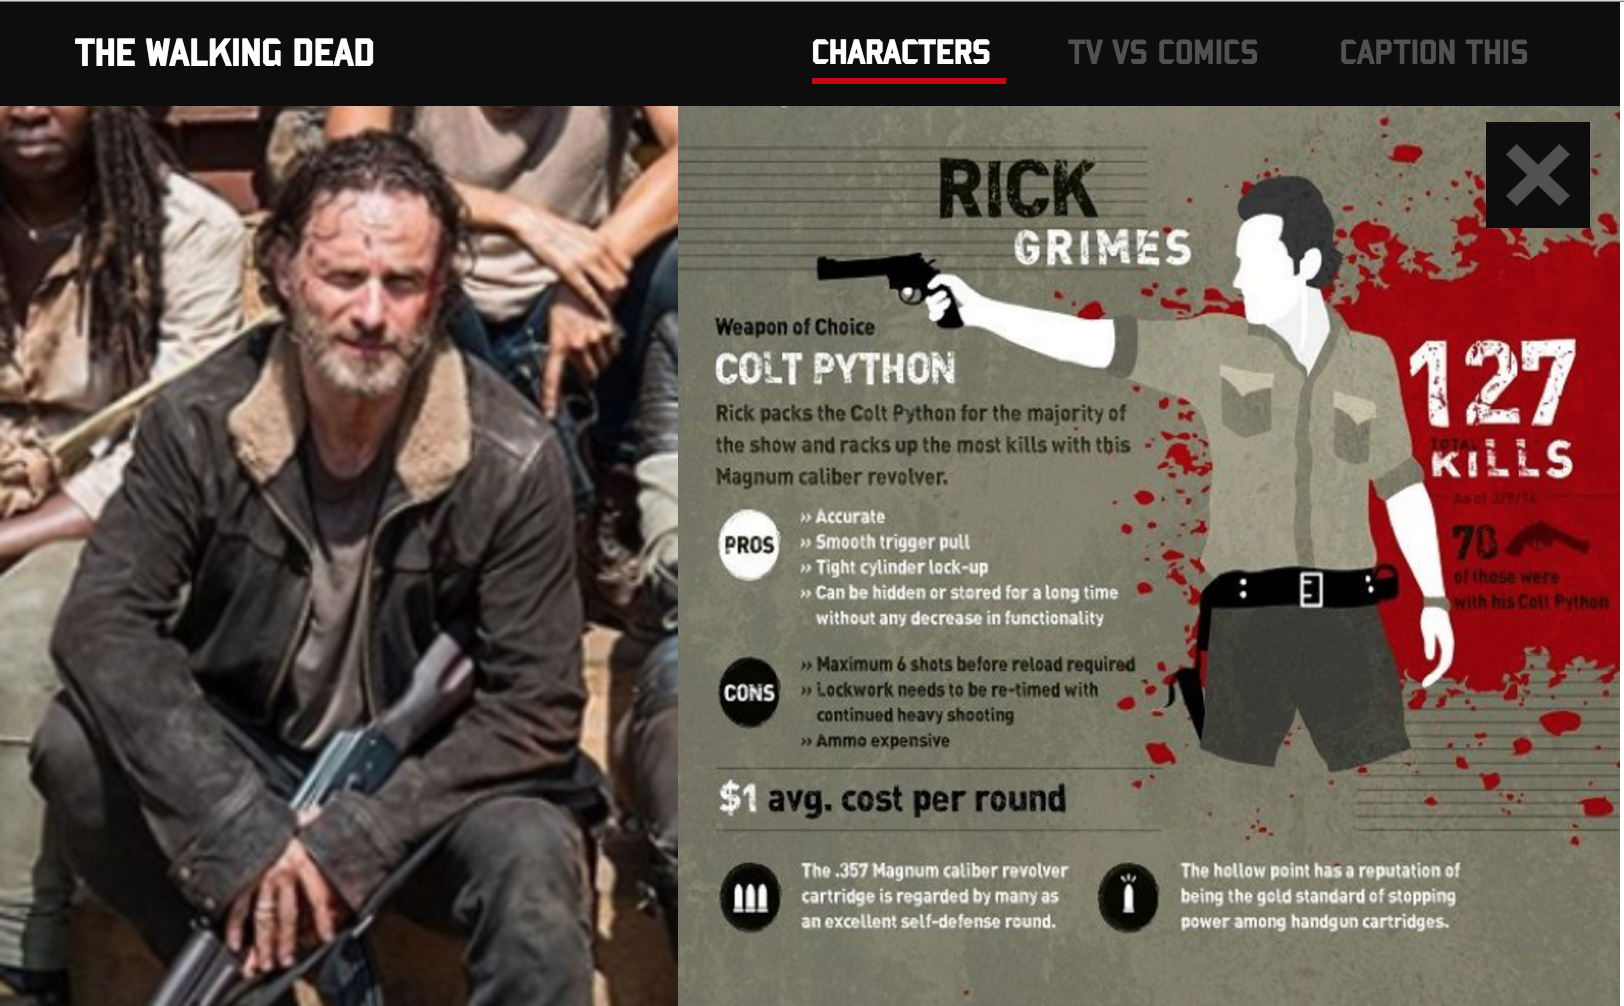 THE WALKING DEAD
CHARACTERS
TV VS COMICS
CAPTION THIS
RICK
GRIMES
Weapon of Choice
COLT PYTHON
Rick packs the Colt Python for the majority of
the show and racks up the most kills with this
Magnum caliber revolver.
PROS
» Accurate
» Smooth trigger pull
» Tight cylinder lock-up
» Can be hidden or stored for a long time
without any decrease in functionality
CONS
» Maximum 6 shots before reload required
» Lockwork needs to be re-timed with
continued heavy shooting
» Ammo expensive
$1 avg. cost per round
The .357 Magnum caliber revolver
cartridge is regarded by many as
an excellent self-defense round.
The hollow point has a reputation of
being the gold standard of stopping
power among handgun cartridges.
127
TOTAL
KILLS
As of 3/9/14
70
of those were
with his Colt Python